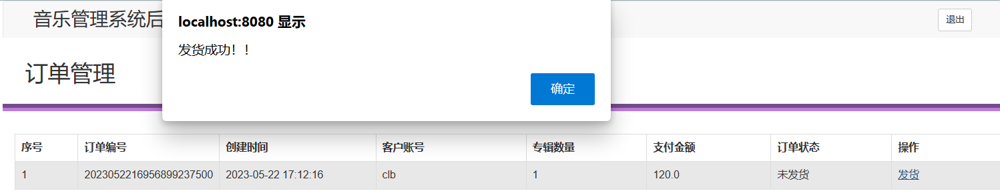 音乐管理系统后
退出
localhost:8080 显示
发货成功！！
确定
订单管理
序号 订单编号 创建时间 客户账号 专辑数量 支付金额 订单状态 操作
1 2023052216956899237500 2023-05-22 17:12:16 clb 1 120.0 未发货 发货